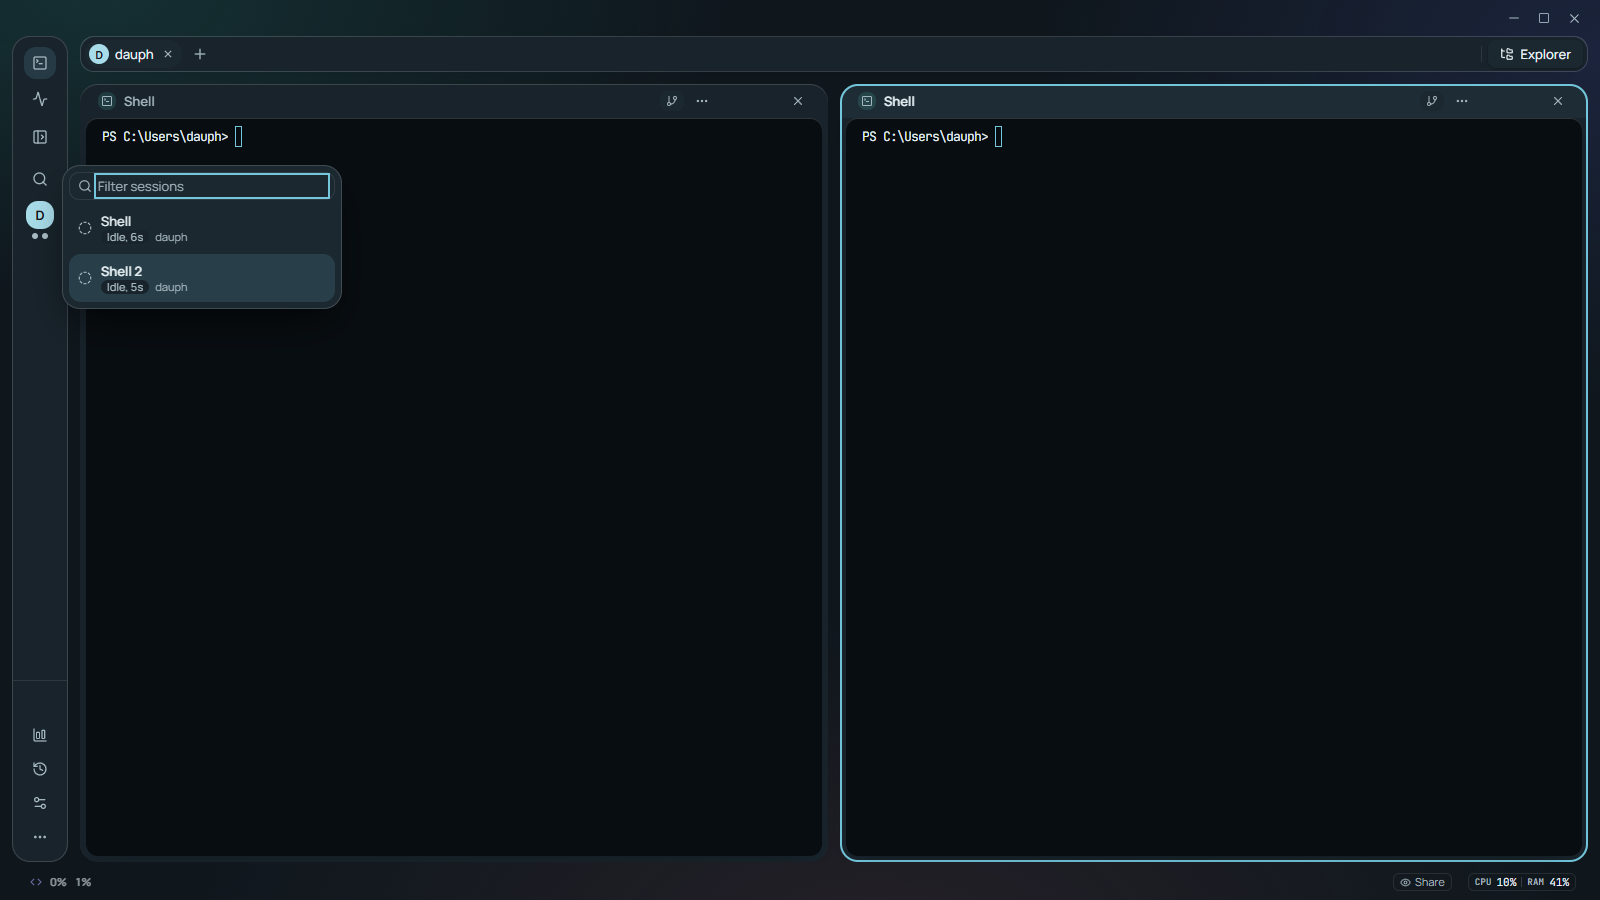 D dauph
Explorer
Shell
Shell
PS C:\Users\dauph>
PS C:\Users\dauph>
Filter sessions
D
Shell
Idle, 6s dauph
Shell 2
Idle, 5s dauph
0% 1%
Share
CPU 10% RAM 41%